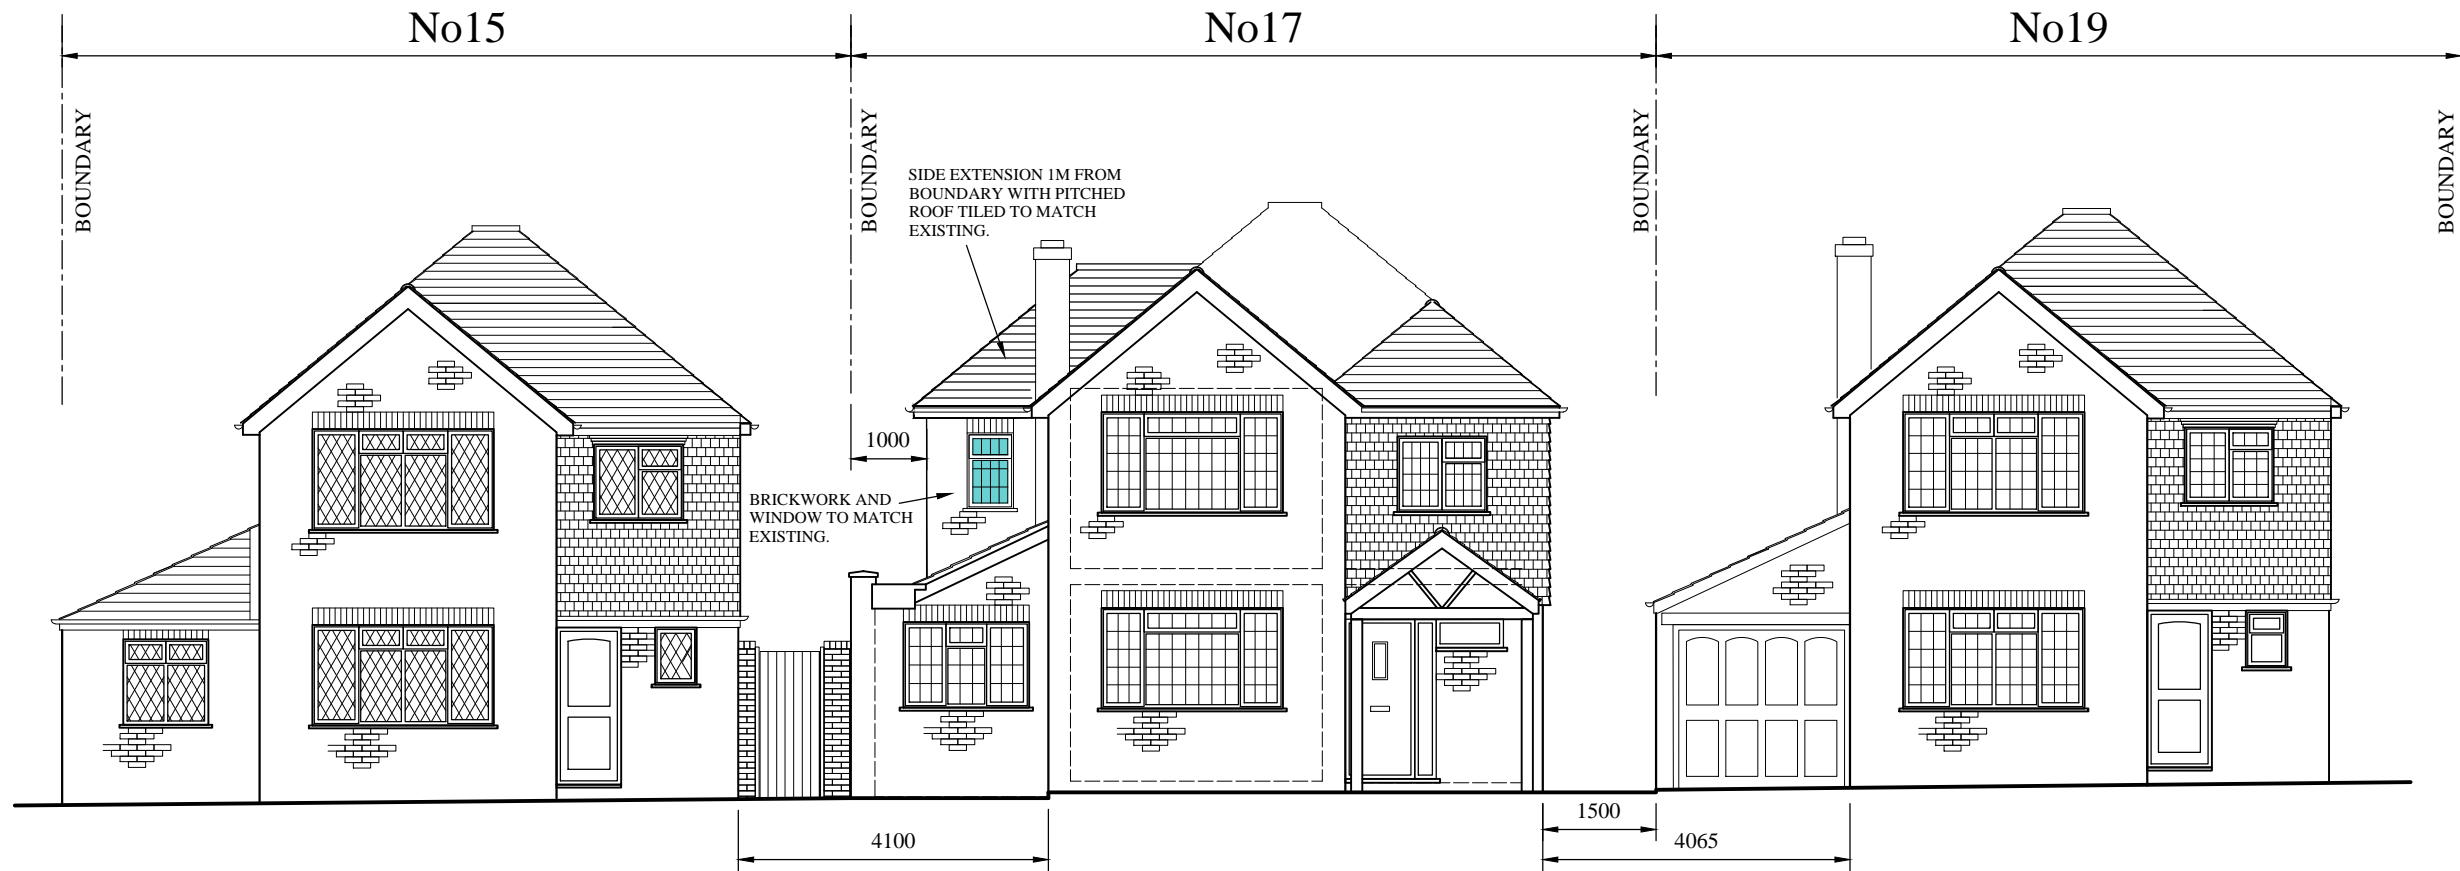 No15
No17
No19
BOUNDARY
BOUNDARY
BOUNDARY
BOUNDARY
SIDE EXTENSION 1M FROM
BOUNDARY WITH PITCHED
ROOF TILED TO MATCH
EXISTING.
1000
BRICKWORK AND
WINDOW TO MATCH
EXISTING.
1500
4100
4065